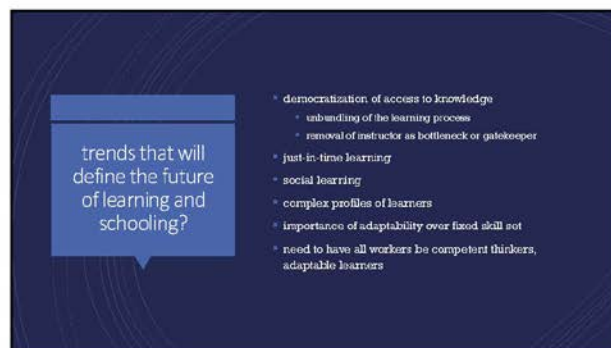 trends that will
define the future
of learning and
schooling?
democratization of access to knowledge
unbundling of the learning process
removal of instructor as bottleneck or gatekeeper
just-in-time learning
social learning
complex profiles of learners
importance of adaptability over fixed skill set
need to have all workers be competent thinkers,
adaptable learners